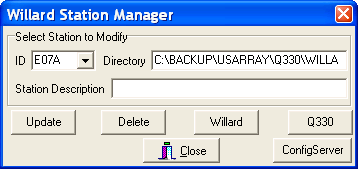 Willard Station Manager
Select Station to Modify
ID E07A Directory C:\BACKUP\USARRAY\Q330\WILLA
Station Description
Update Delete Willard Q330
Close ConfigServer